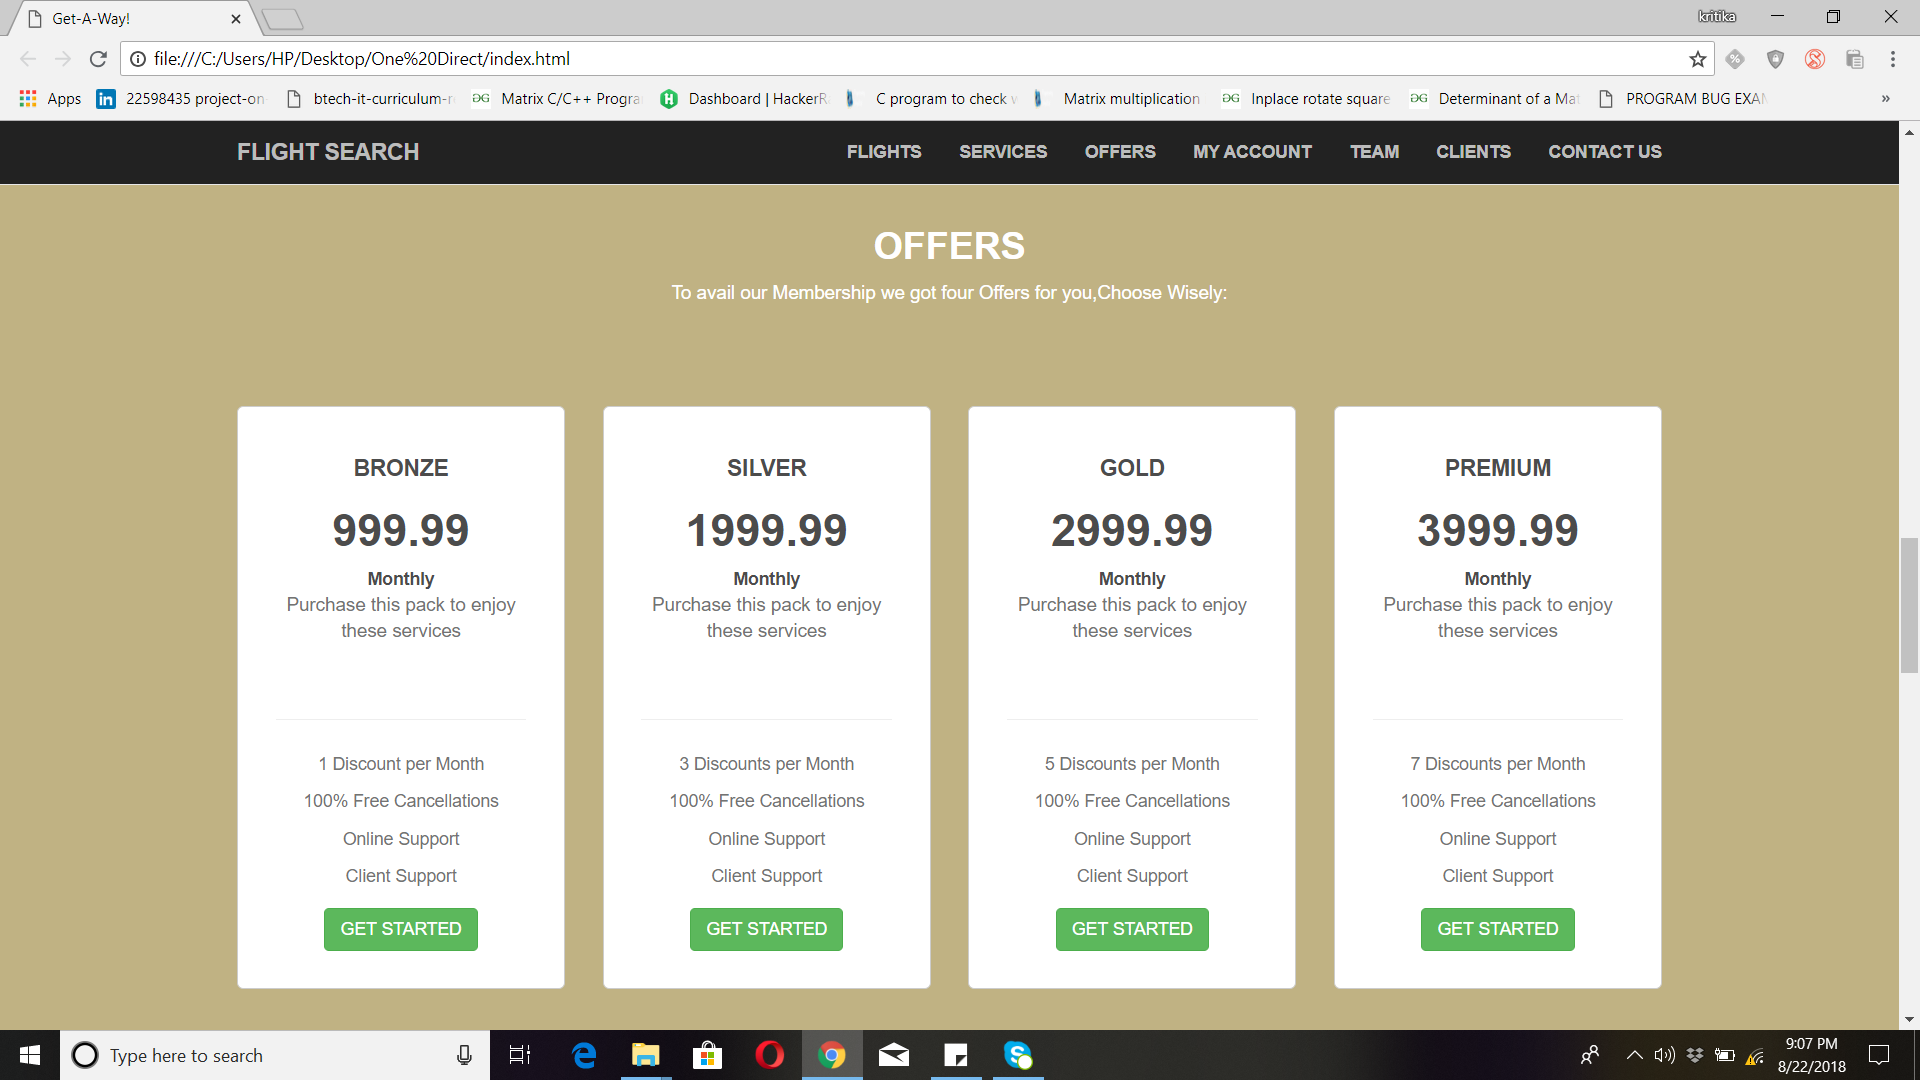 Get-A-Way!
kritika
file:///C:/Users/HP/Desktop/One%20Direct/index.html
Apps
22598435 project-on
btech-it-curriculum-r
Matrix C/C++ Progra
Dashboard | HackerR
C program to check
Matrix multiplication
Inplace rotate square
Determinant of a Mat
PROGRAM BUG EXAM
FLIGHT SEARCH
FLIGHTS
SERVICES
OFFERS
MY ACCOUNT
TEAM
CLIENTS
CONTACT US
OFFERS
To avail our Membership we got four Offers for you,Choose Wisely:
BRONZE
999.99
Monthly
Purchase this pack to enjoy
these services
1 Discount per Month
100% Free Cancellations
Online Support
Client Support
GET STARTED
SILVER
1999.99
Monthly
Purchase this pack to enjoy
these services
3 Discounts per Month
100% Free Cancellations
Online Support
Client Support
GET STARTED
GOLD
2999.99
Monthly
Purchase this pack to enjoy
these services
5 Discounts per Month
100% Free Cancellations
Online Support
Client Support
GET STARTED
PREMIUM
3999.99
Monthly
Purchase this pack to enjoy
these services
7 Discounts per Month
100% Free Cancellations
Online Support
Client Support
GET STARTED
Type here to search
9:07 PM
8/22/2018